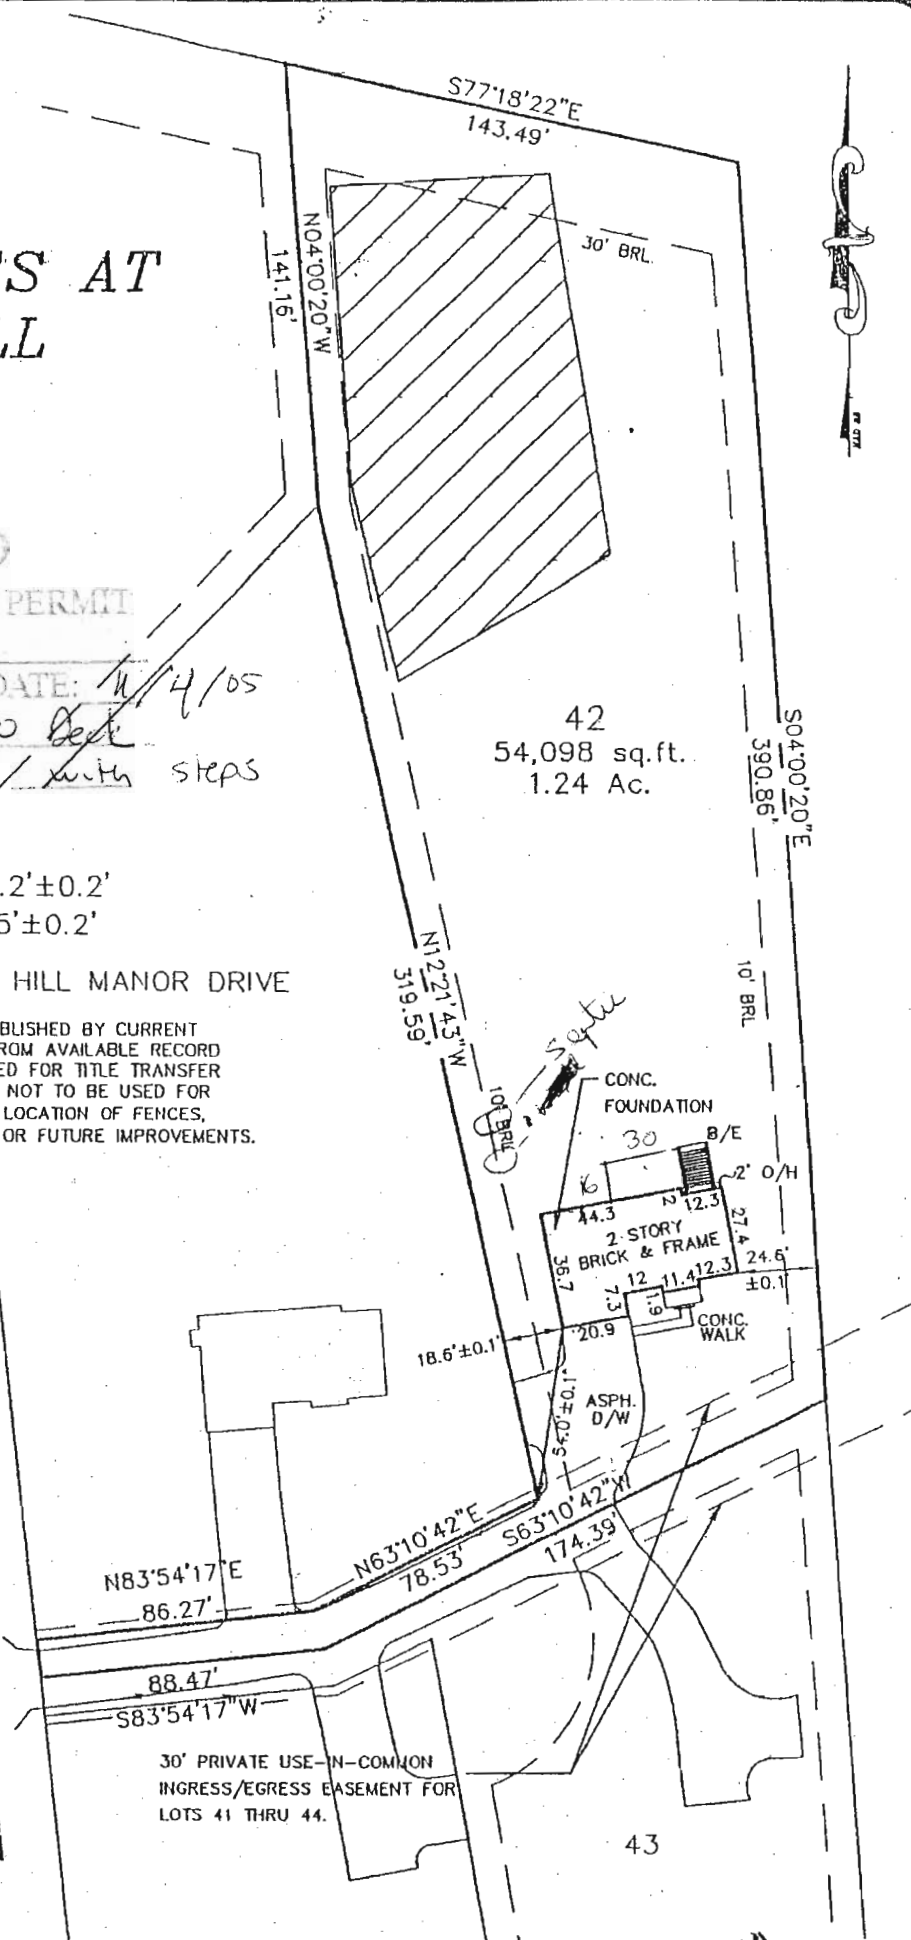 S77°18'22"E
143.49'
30' BRL
N04°00'20"W
141.16'
S AT
LL
PERMIT
DATE: 11/4/05
Deck
with steps
42
54,098 sq.ft.
1.24 Ac.
S04°00'20"E
390.86'
10' BRL
.2'±0.2'
5'±0.2'
HILL MANOR DRIVE
BLISHED BY CURRENT
ROM AVAILABLE RECORD
ED FOR TITLE TRANSFER
NOT TO BE USED FOR
LOCATION OF FENCES,
OR FUTURE IMPROVEMENTS.
N12°21'43"W
319.59'
Septic
10' BRL
CONC.
FOUNDATION
30
B/E
16
2' O/H
44.3
2
12.3
2 STORY
BRICK & FRAME
27.4
36.7
12
11.4
12.3
24.6'
±0.1'
7.3
1.9
20.9
CONC.
WALK
18.6'±0.1'
ASPH.
D/W
54.0'±0.1'
N63°10'42"E
78.53'
S63°10'42"W
174.39'
N83°54'17"E
86.27'
88.47'
S83°54'17"W
30' PRIVATE USE-IN-COMMON
INGRESS/EGRESS EASEMENT FOR
LOTS 41 THRU 44.
43